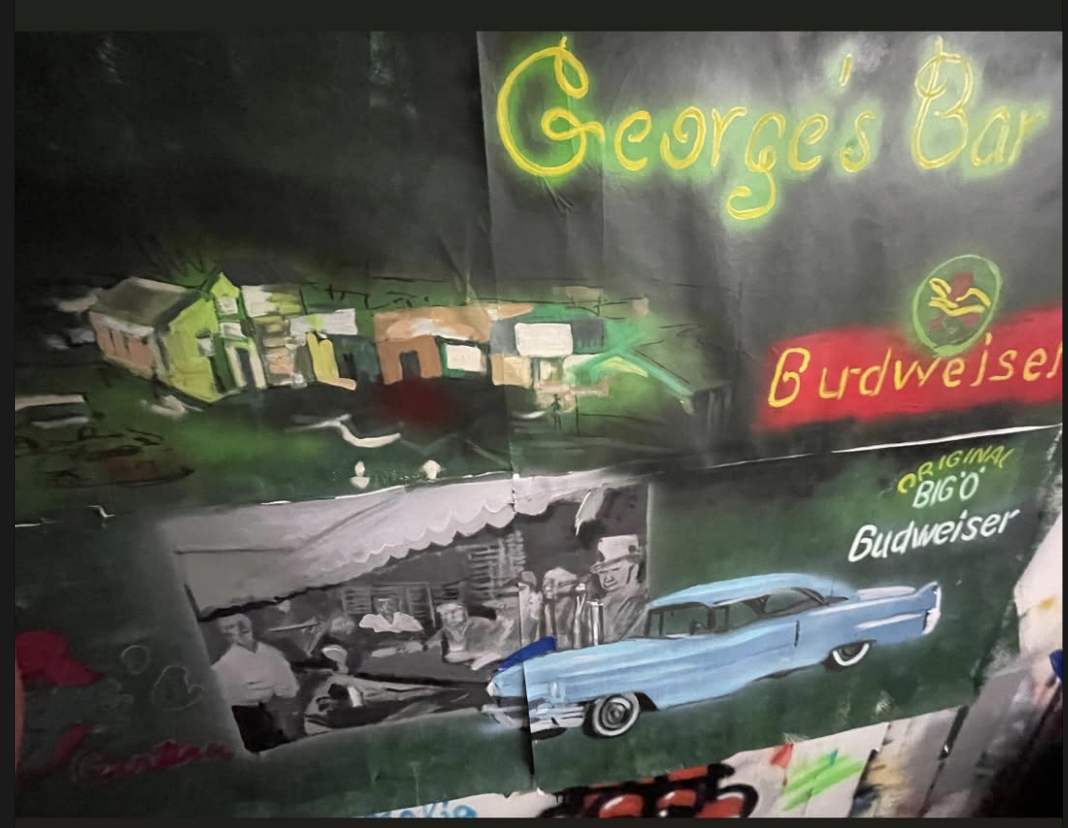 George's Bar
Budweiser
ORIGINAL
BIG"O"
Budweiser